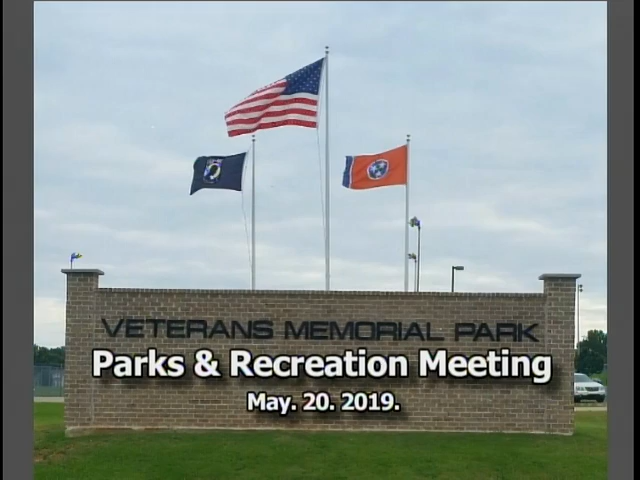 VETERANS MEMORIAL PARK
Parks & Recreation Meeting
May. 20. 2019.